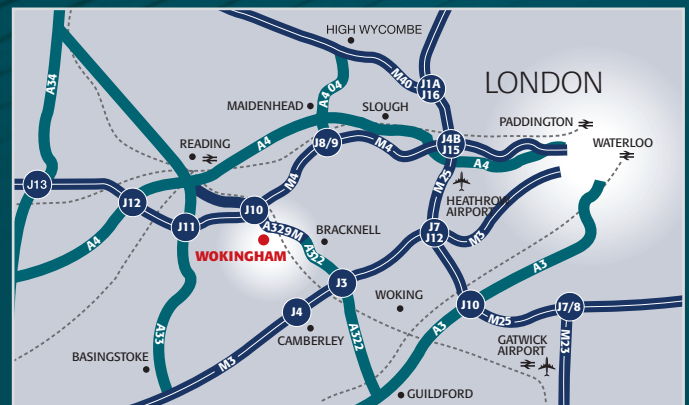 HIGH WYCOMBE
A34
M40
J1A
J16
LONDON
A4 04
MAIDENHEAD
SLOUGH
PADDINGTON
READING
A4
J8/9
M4
J4B
J15
A4
WATERLOO
J13
J12
J10
M4
M25
HEATHROW
AIRPORT
J11
A329M
BRACKNELL
J7
J12
M3
A4
WOKINGHAM
A322
A3
J3
WOKING
J4
J10
J7/8
A33
CAMBERLEY
A322
A3
M25
GATWICK
AIRPORT
M23
BASINGSTOKE
M3
GUILDFORD